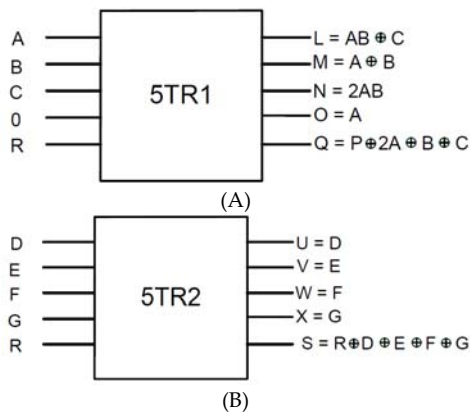 A
B
C
0
R
5TR1
L = AB ⊕ C
M = A ⊕ B
N = 2AB
O = A
Q = P⊕2A ⊕ B ⊕ C
(A)
D
E
F
G
R
5TR2
U = D
V = E
W = F
X = G
S = R⊕D ⊕ E ⊕ F ⊕ G
(B)